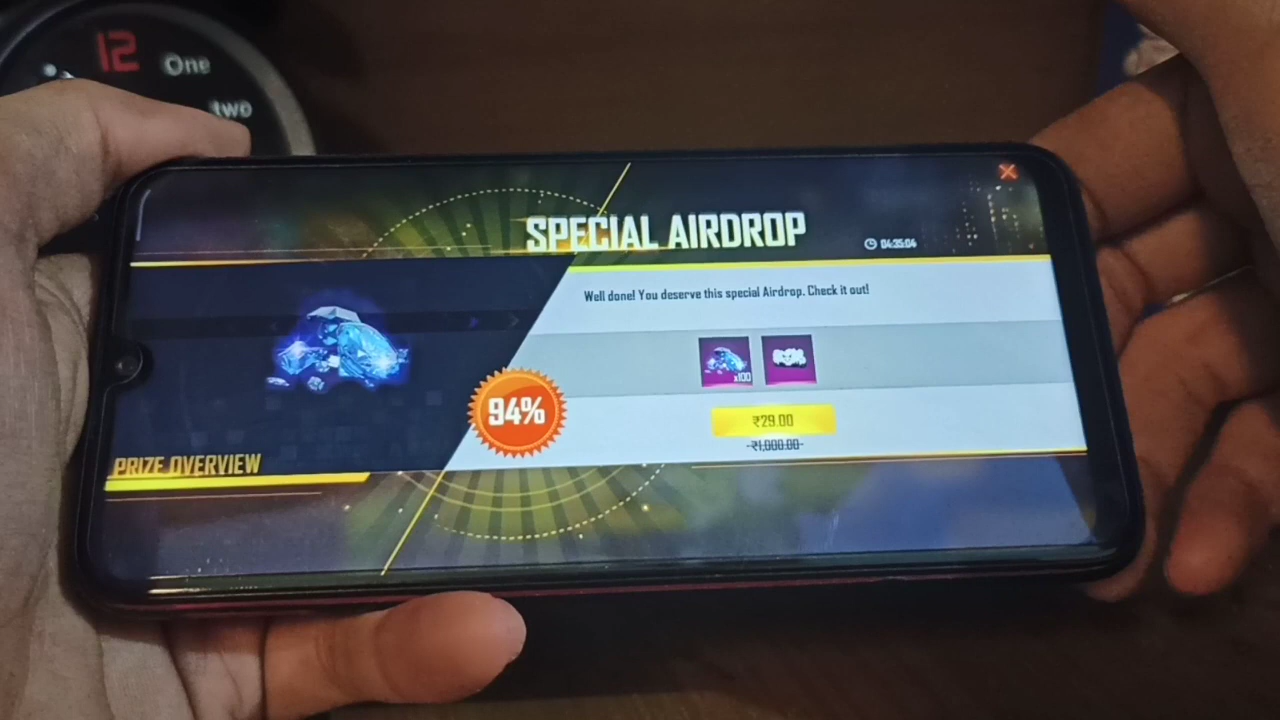 12
One
two
SPECIAL AIRDROP
04:35:04
Well done! You deserve this special Airdrop. Check it out!
x100
94%
₹29.00
₹1,000.00
PRIZE OVERVIEW